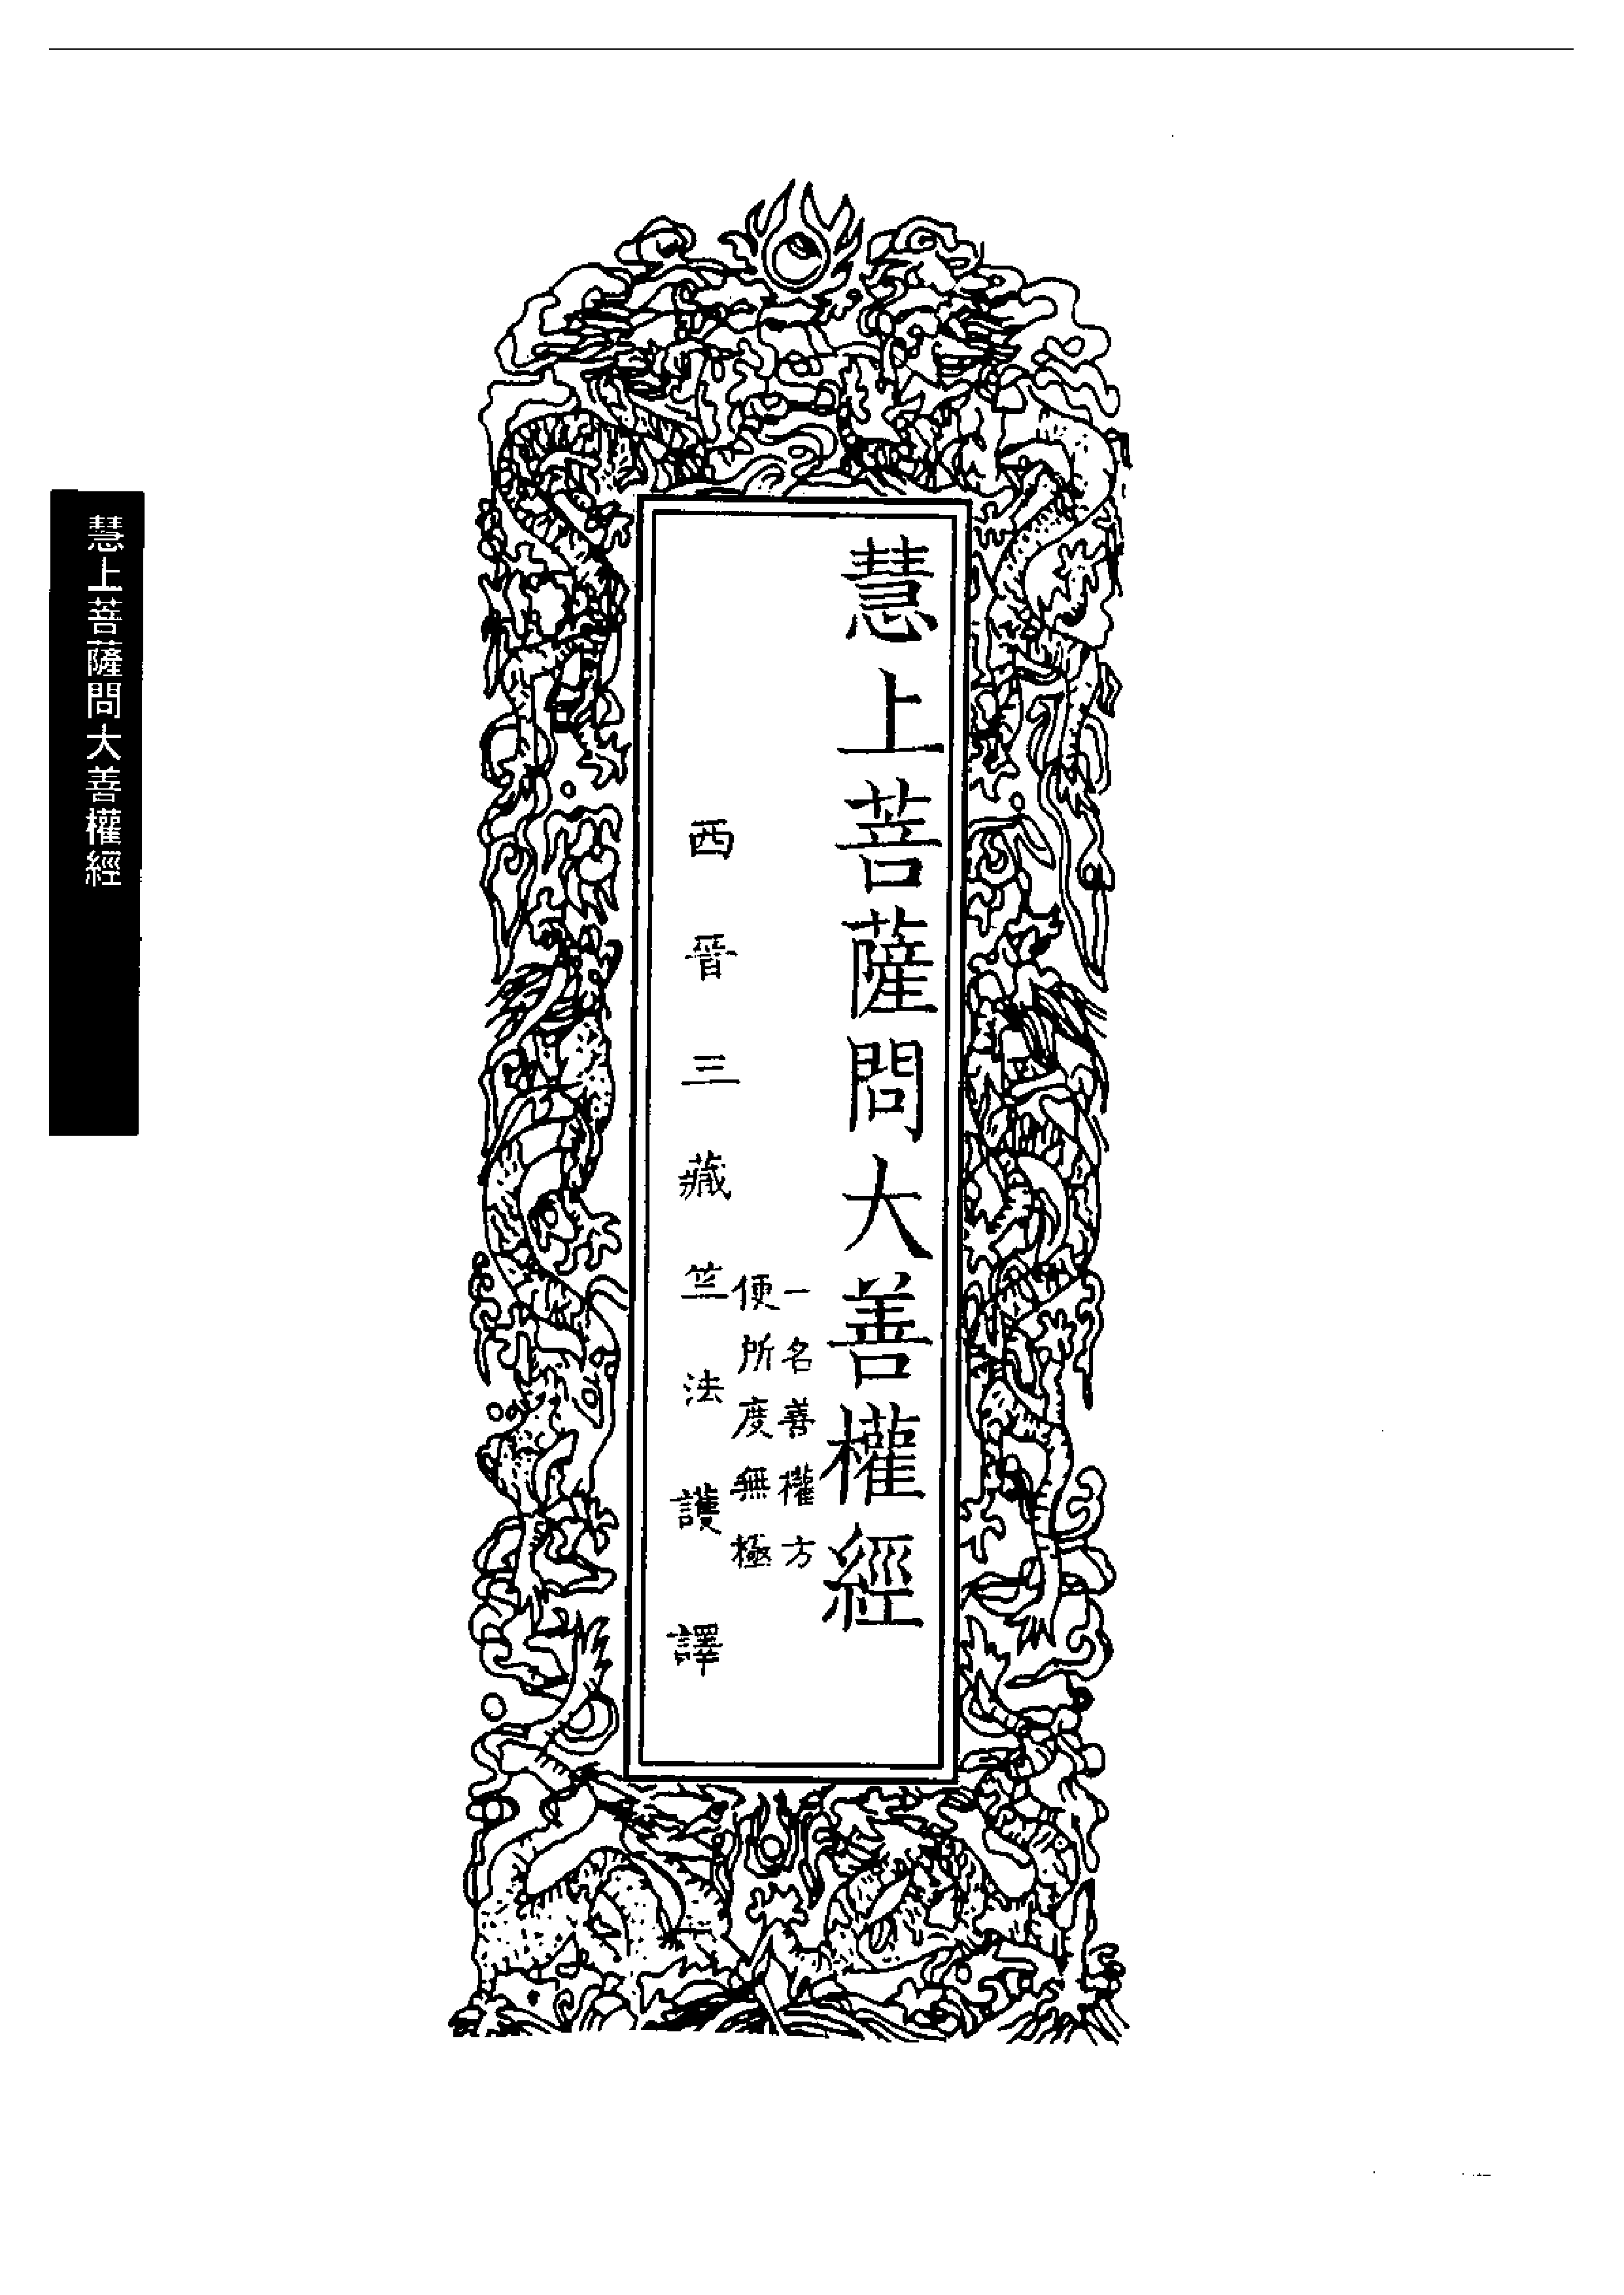 慧上菩薩問大善權經
一名善權方
便所度無極
西晉三藏竺法護譯
慧上菩薩問大善權經